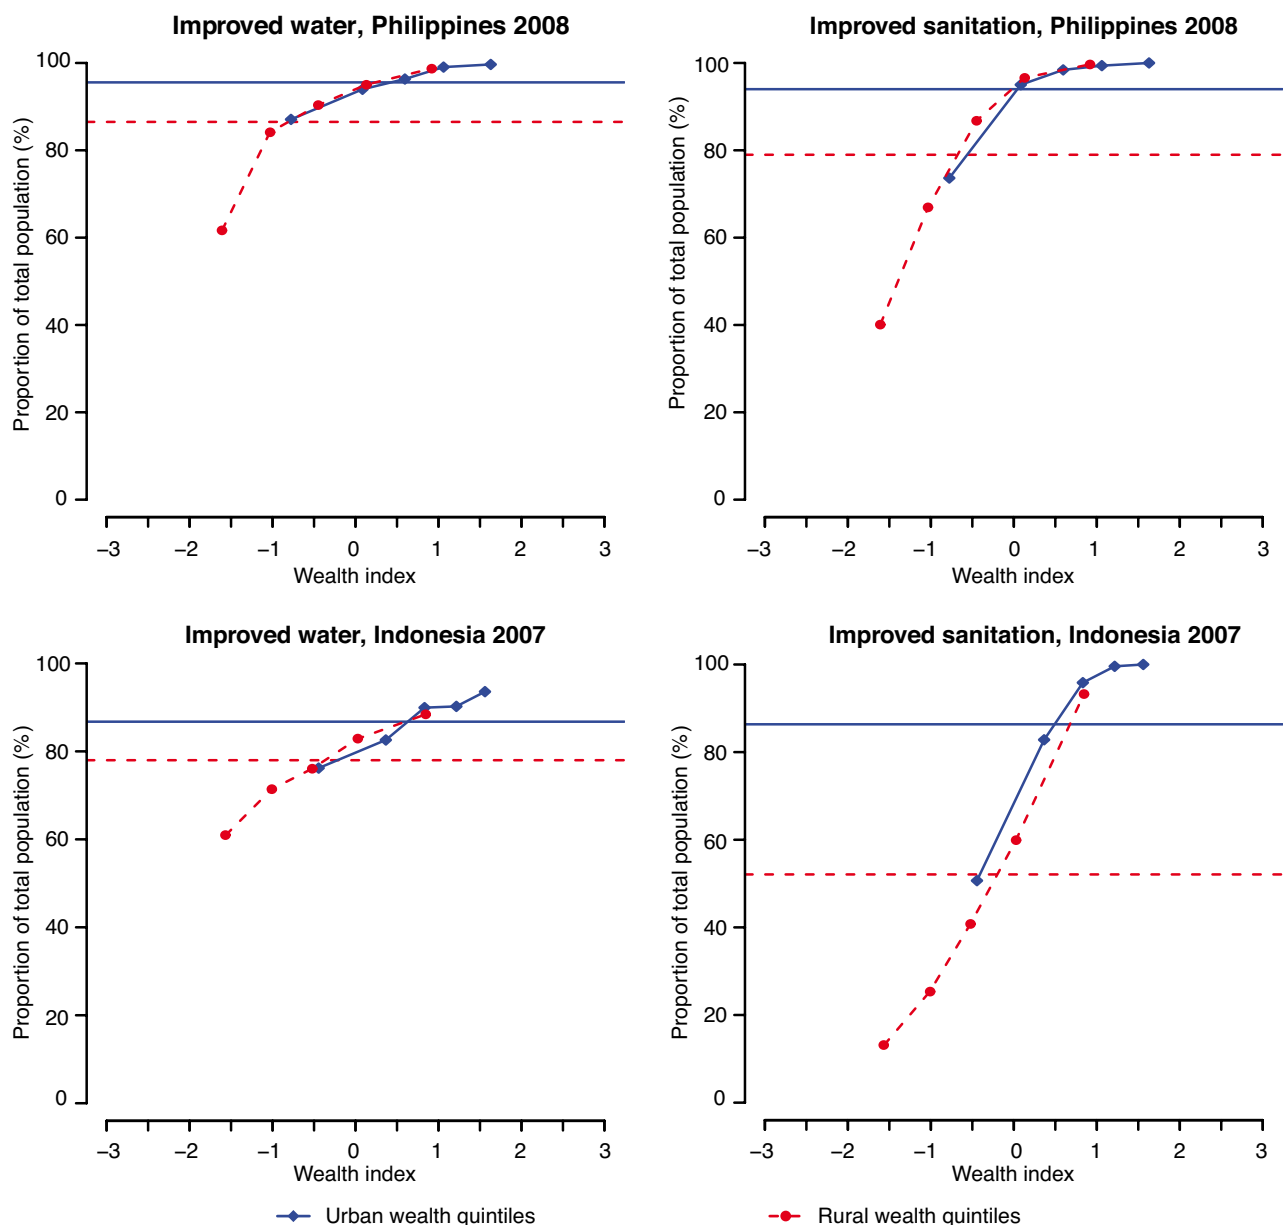 Improved water, Philippines 2008
Proportion of total population (%)
100
80
60
40
20
0
−3 −2 −1 0 1 2 3
Wealth index
Improved sanitation, Philippines 2008
Proportion of total population (%)
100
80
60
40
20
0
−3 −2 −1 0 1 2 3
Wealth index
Improved water, Indonesia 2007
Proportion of total population (%)
100
80
60
40
20
0
−3 −2 −1 0 1 2 3
Wealth index
Improved sanitation, Indonesia 2007
Proportion of total population (%)
100
80
60
40
20
0
−3 −2 −1 0 1 2 3
Wealth index
Urban wealth quintiles
Rural wealth quintiles